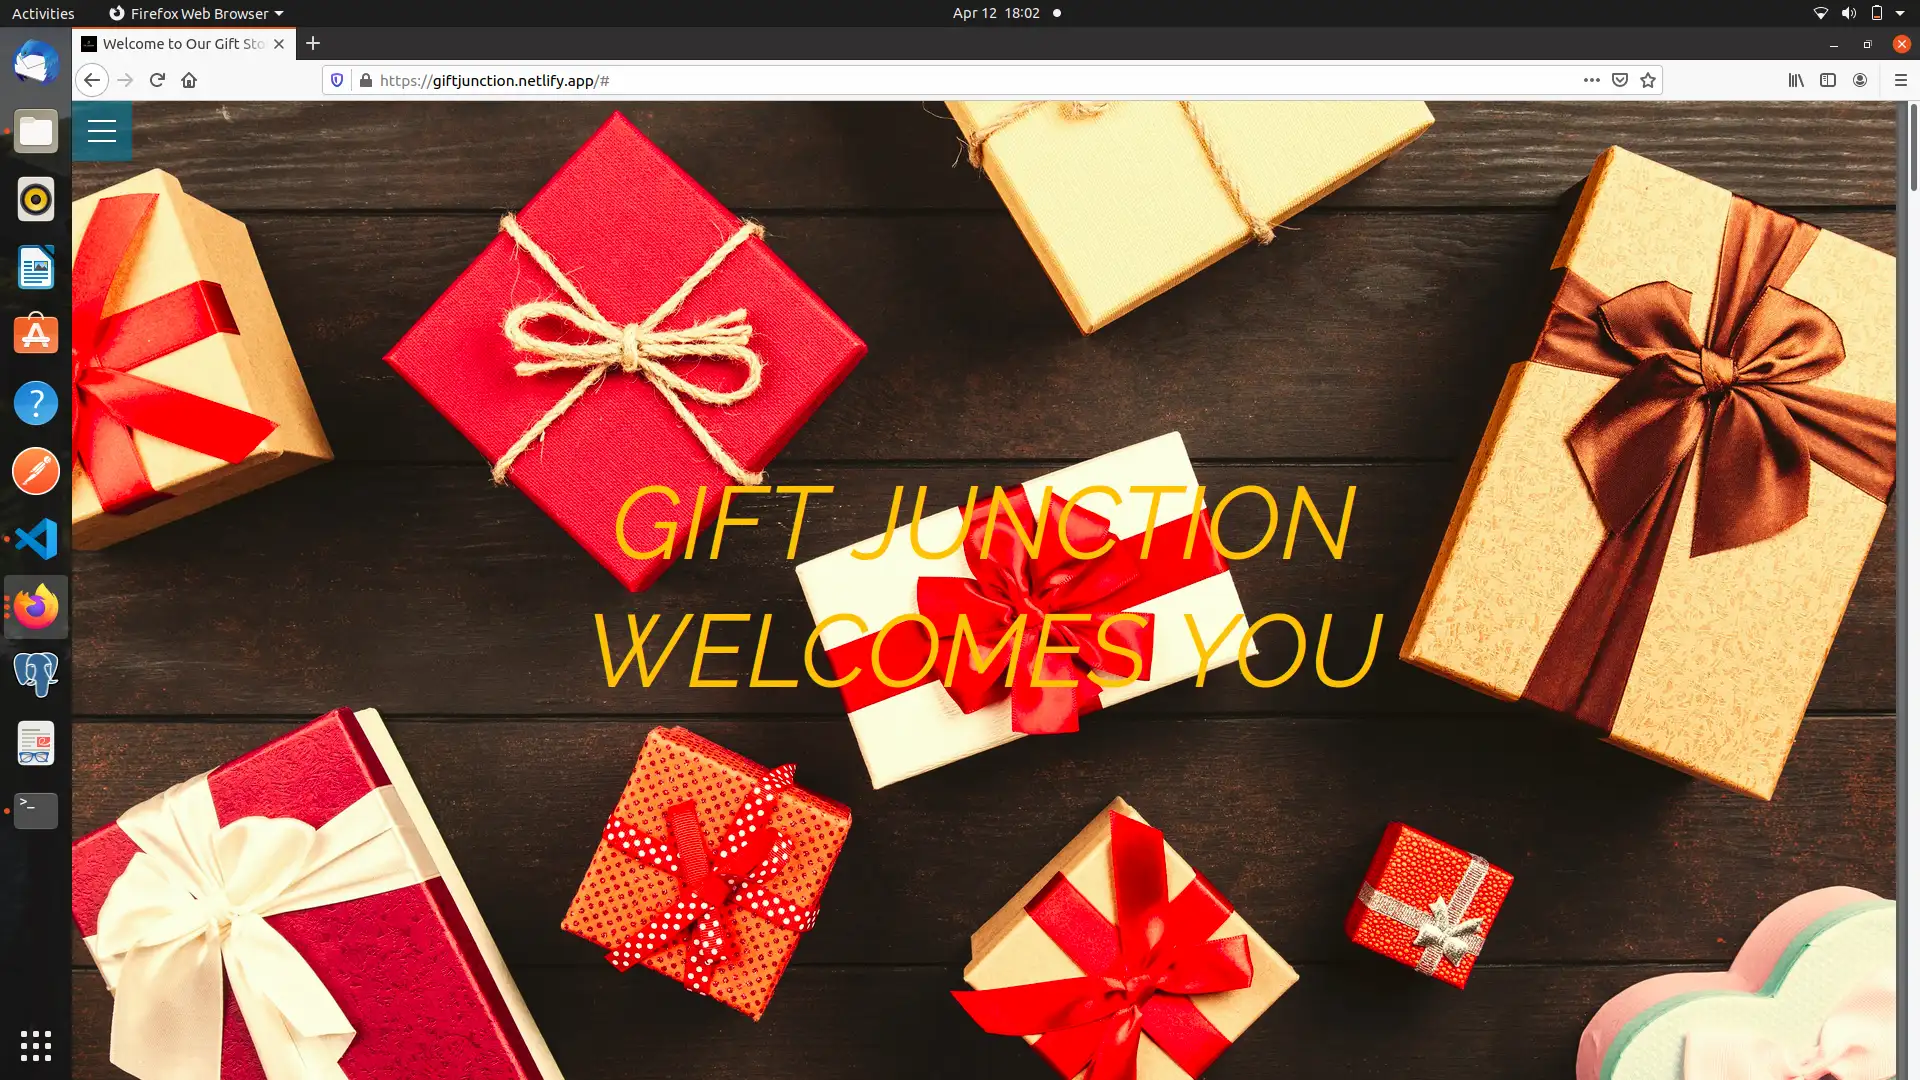 Activities
Firefox Web Browser
Apr 12 18:02
Welcome to Our Gift Sto
https://giftjunction.netlify.app/#
GIFT JUNCTION
WELCOMES YOU